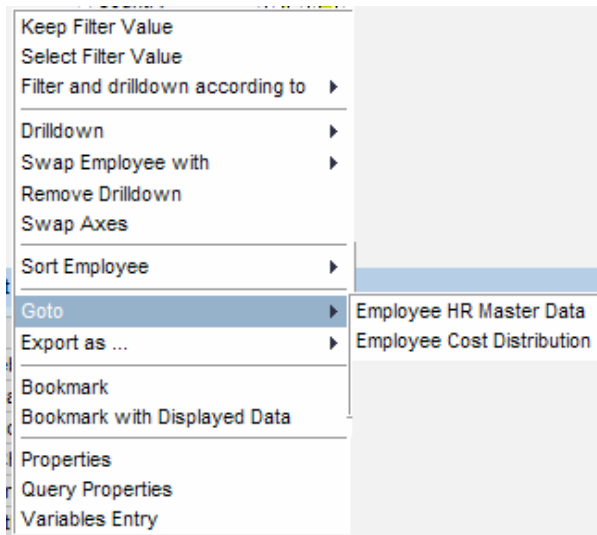 Keep Filter Value
Select Filter Value
Filter and drilldown according to
Drilldown
Swap Employee with
Remove Drilldown
Swap Axes
Sort Employee
Goto
Employee HR Master Data
Export as ...
Employee Cost Distribution
Bookmark
Bookmark with Displayed Data
Properties
Query Properties
Variables Entry